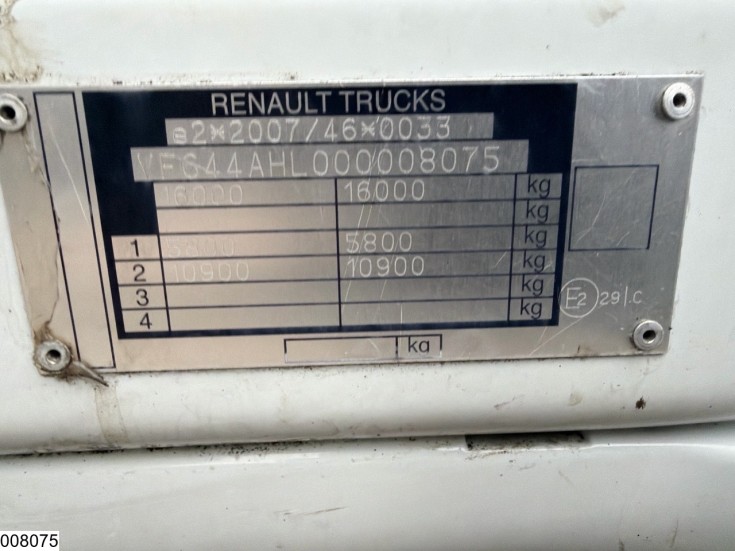 RENAULT TRUCKS
e2*2007/46*0033
VF644AHL000008075
16000 16000 kg
kg
1 5800 5800 kg
2 10900 10900 kg
3 kg
4 kg
E2 29 I.C
kg
008075